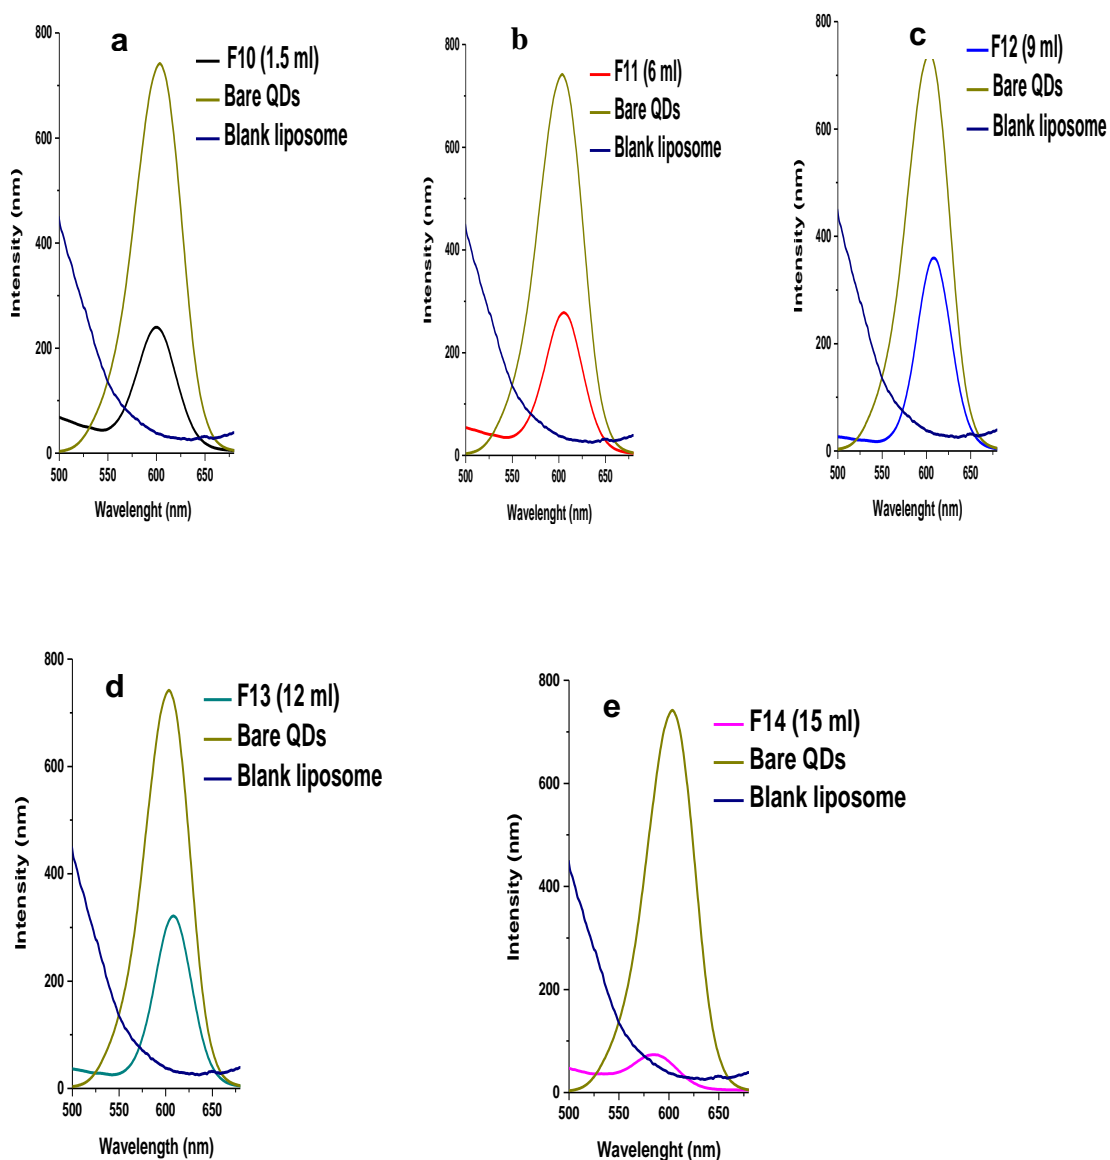 a
F10 (1.5 ml)
Bare QDs
Blank liposome
800
600
400
200
0
500
550
600
650
Intensity (nm)
Wavelenght (nm)
b
F11 (6 ml)
Bare QDs
Blank liposome
800
600
400
200
0
500
550
600
650
Intensity (nm)
Wavelenght (nm)
c
F12 (9 ml)
Bare QDs
Blank liposome
800
600
400
200
0
500
550
600
650
Intensity (nm)
Wavelenght (nm)
d
F13 (12 ml)
Bare QDs
Blank liposome
800
600
400
200
0
500
550
600
650
Intensity (nm)
Wavelength (nm)
e
F14 (15 ml)
Bare QDs
Blank liposome
800
600
400
200
0
500
550
600
650
Intensity (nm)
Wavelenght (nm)